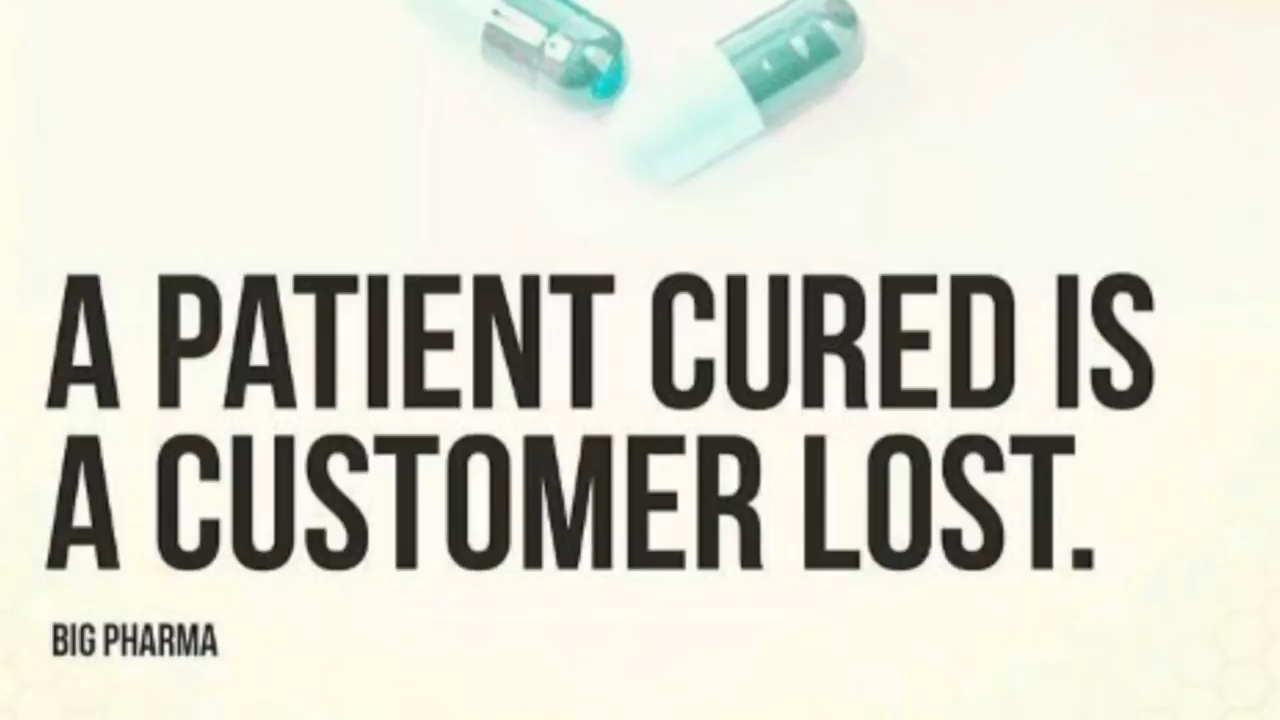 A PATIENT CURED IS
A CUSTOMER LOST.
BIG PHARMA